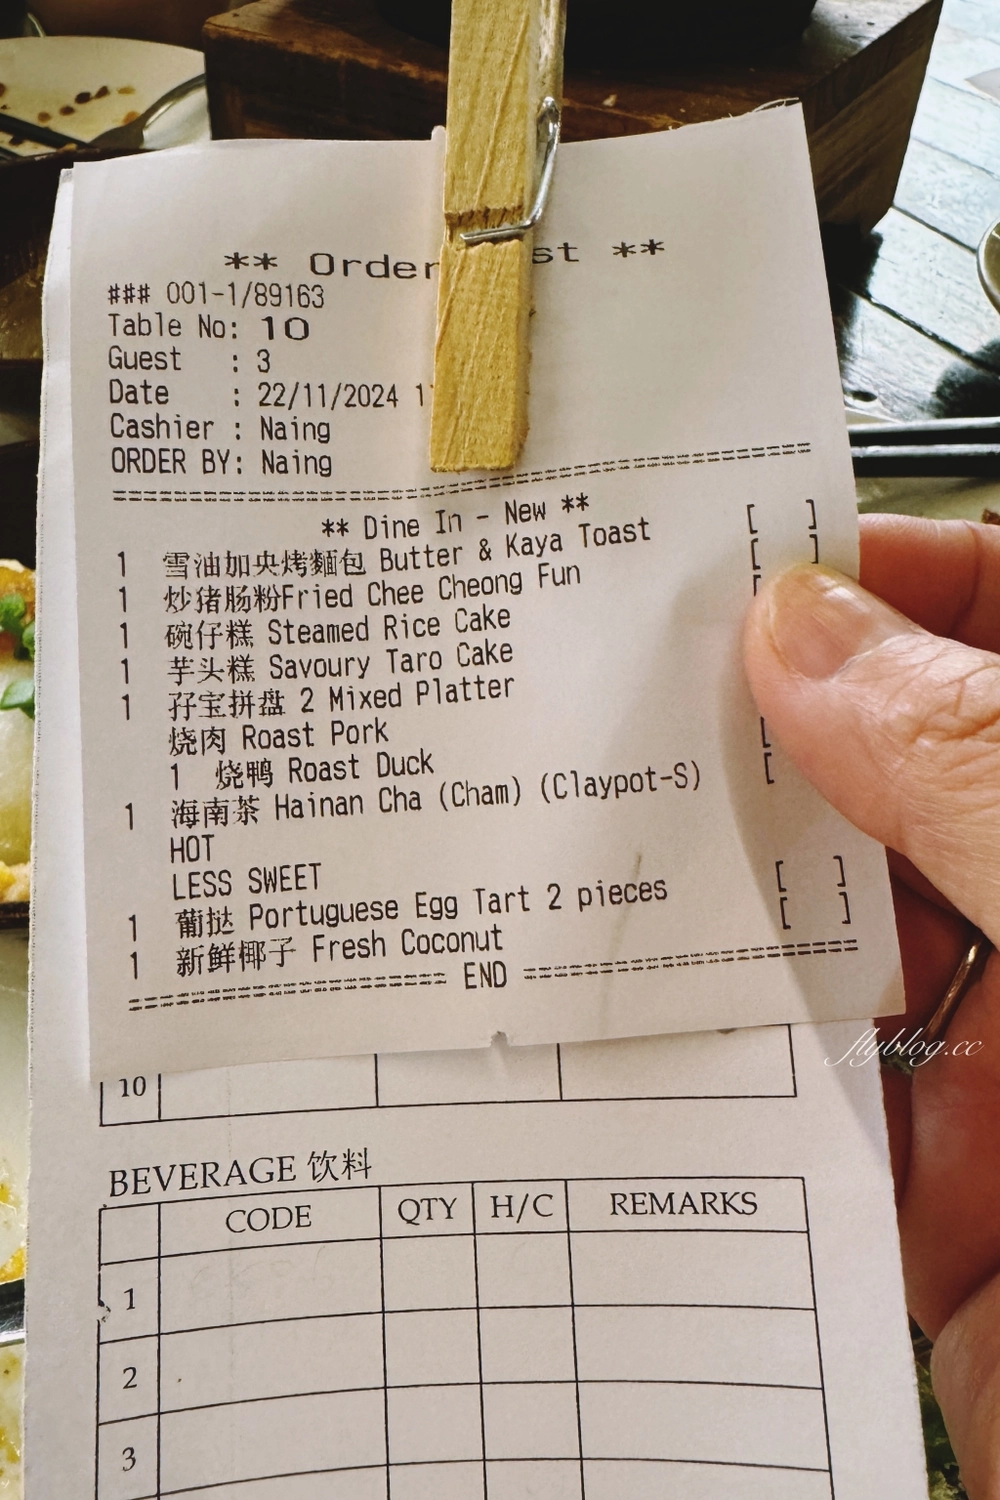 ** Order st **
### 001-1/89163
Table No: 10
Guest : 3
Date : 22/11/2024
Cashier : Naing
ORDER BY: Naing
** Dine In - New **
1 雪油加央烤麵包 Butter & Kaya Toast [ ]
1 炒猪肠粉Fried Chee Cheong Fun [ ]
1 碗仔糕 Steamed Rice Cake [
1 芋头糕 Savoury Taro Cake
1 孖宝拼盘 2 Mixed Platter
烧肉 Roast Pork [
1 烧鸭 Roast Duck [
1 海南茶 Hainan Cha (Cham) (Claypot-S)
HOT
LESS SWEET
1 葡挞 Portuguese Egg Tart 2 pieces [ ]
1 新鲜椰子 Fresh Coconut [ ]
END
flyblog.cc
10
BEVERAGE 饮料
CODE QTY H/C REMARKS
1
2
3